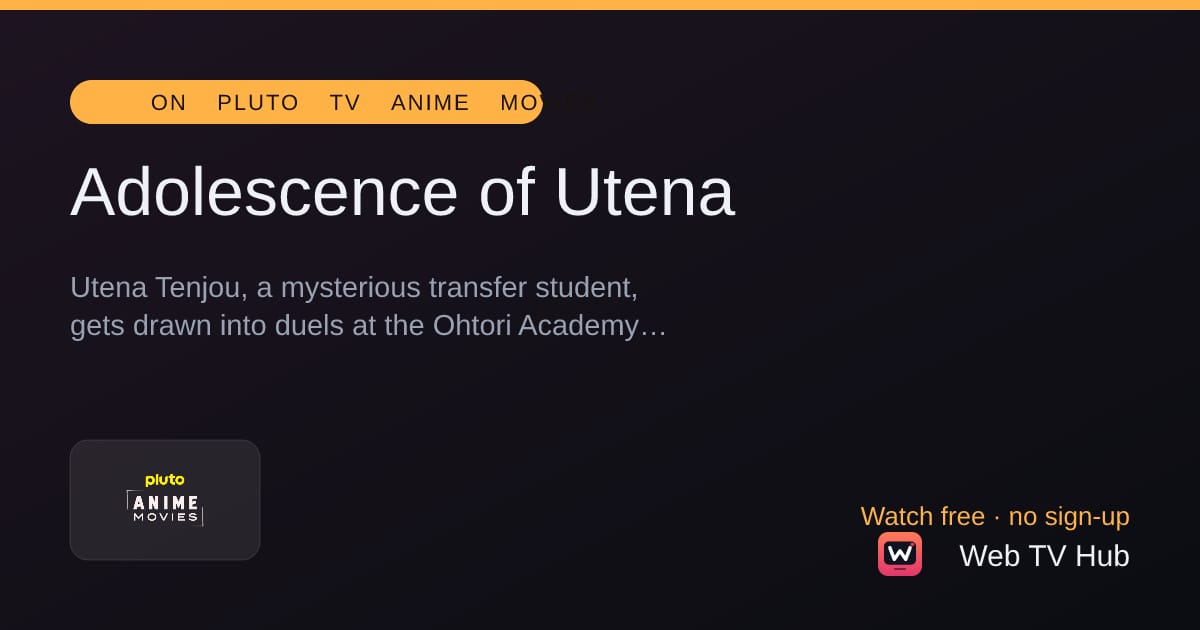 ON PLUTO TV ANIME MOVIES
Adolescence of Utena
Utena Tenjou, a mysterious transfer student,
gets drawn into duels at the Ohtori Academy…
pluto
ANIME
MOVIES
Watch free · no sign-up
W
Web TV Hub